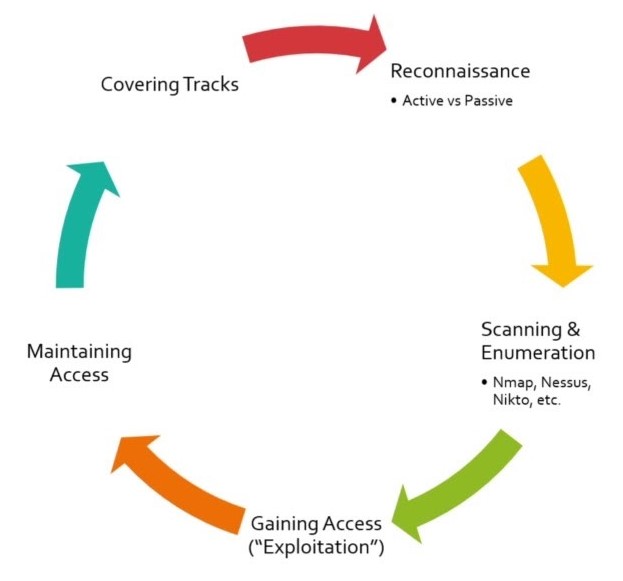 Covering Tracks
Reconnaissance
• Active vs Passive
Scanning &
Enumeration
• Nmap, Nessus,
Nikto, etc.
Gaining Access
(“Exploitation”)
Maintaining
Access